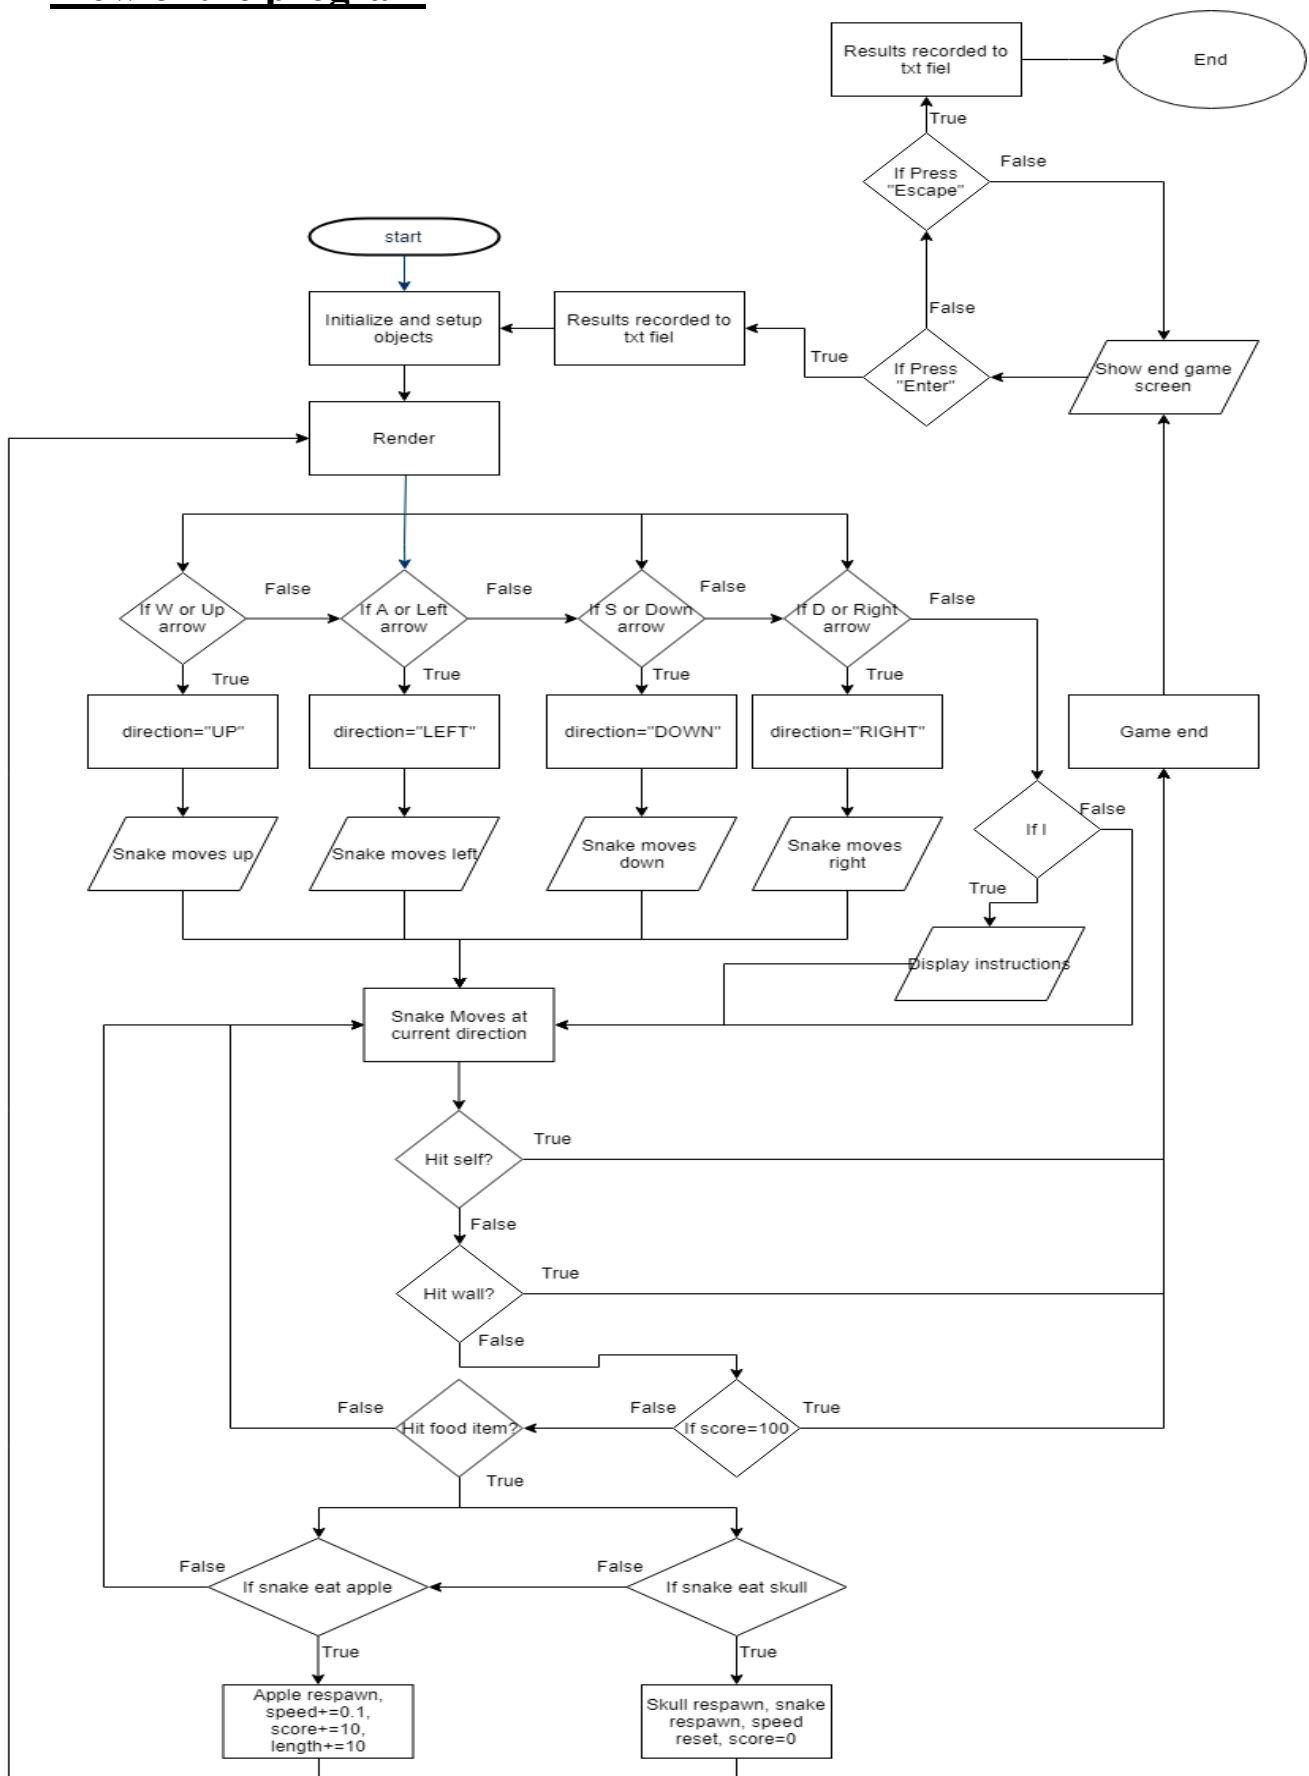 Results recorded to
txt fiel
End
True
If Press
"Escape"
False
start
Initialize and setup
objects
Results recorded to
txt fiel
True
If Press
"Enter"
False
Show end game
screen
Render
If W or Up
arrow
False
If A or Left
arrow
False
If S or Down
arrow
False
If D or Right
arrow
False
True
True
True
True
direction="UP"
direction="LEFT"
direction="DOWN"
direction="RIGHT"
Game end
If I
False
True
Snake moves up
Snake moves left
Snake moves
down
Snake moves
right
Display instructions
Snake Moves at
current direction
Hit self?
True
False
Hit wall?
True
False
If score=100
True
False
Hit food item?
False
True
If snake eat apple
False
If snake eat skull
False
True
True
Apple respawn,
speed+=0.1,
score+=10,
length+=10
Skull respawn, snake
respawn, speed
reset, score=0